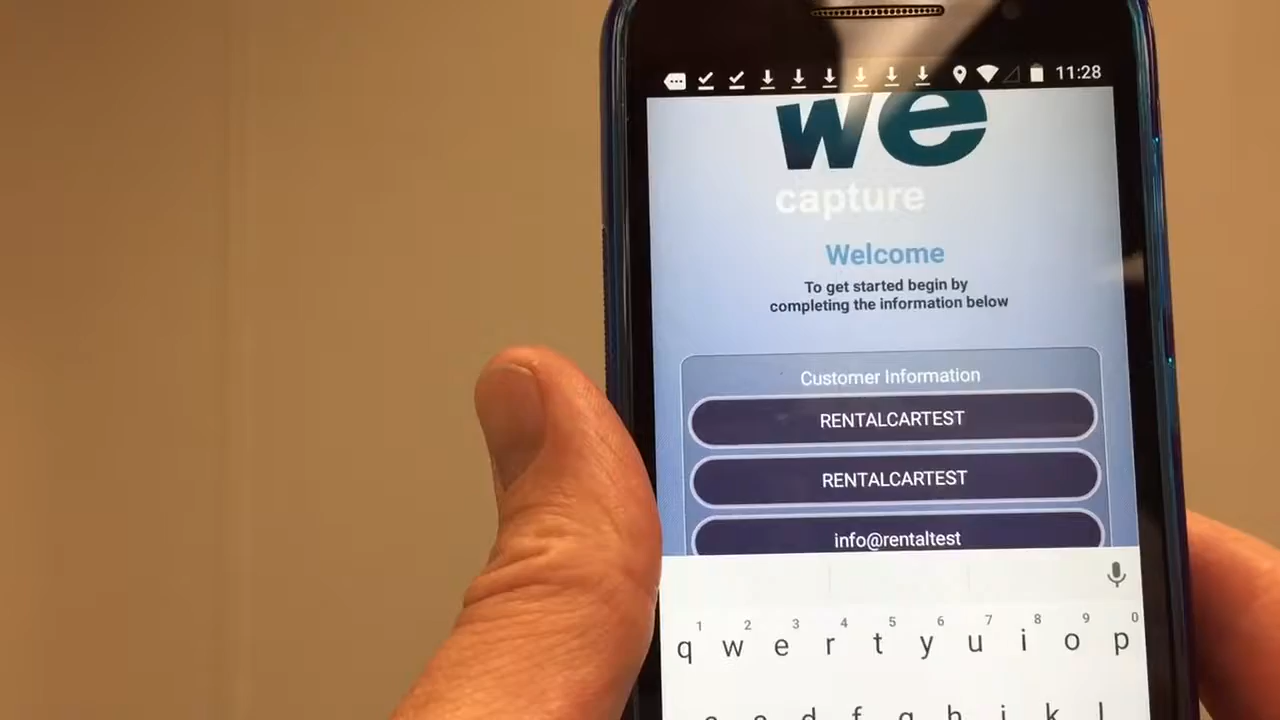 11:28
we
capture
Welcome
To get started begin by
completing the information below
Customer Information
RENTALCARTEST
RENTALCARTEST
info@rentaltest
1 2 3 4 5 6 7 8 9 0
q w e r t y u i o p
d f g h j k l